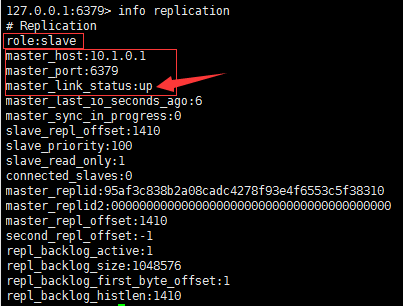 127.0.0.1:6379> info replication
# Replication
role:slave
master_host:10.1.0.1
master_port:6379
master_link_status:up
master_last_io_seconds_ago:6
master_sync_in_progress:0
slave_repl_offset:1410
slave_priority:100
slave_read_only:1
connected_slaves:0
master_replid:95af3c838b2a08cadc4278f93e4f6553c5f38310
master_replid2:0000000000000000000000000000000000000000
master_repl_offset:1410
second_repl_offset:-1
repl_backlog_active:1
repl_backlog_size:1048576
repl_backlog_first_byte_offset:1
repl_backlog_histlen:1410